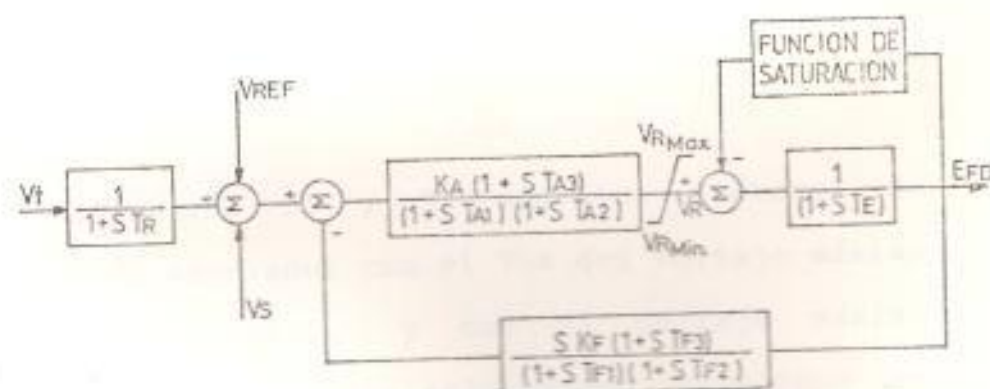 FUNCION DE
SATURACION
VREF
VRMax
Vt
1
1+STR
-
Σ
+
Σ
-
KA (1 + S TA3)
(1+S TA1) (1+S TA2)
+
VR
-
Σ
1
(1+S TE)
EFD
VRMin
VS
S KF (1+S TF3)
(1+S TF1)(1+S TF2)